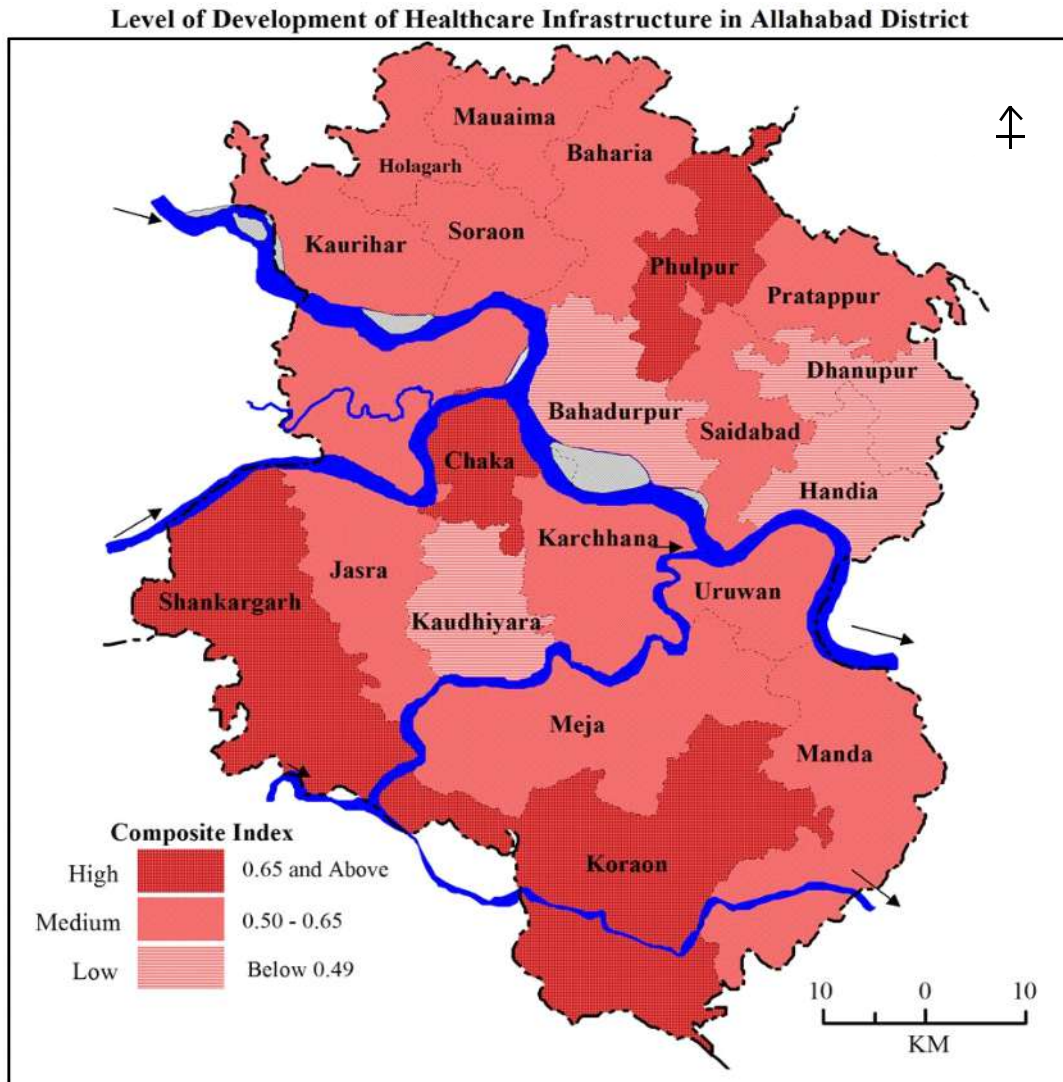 Level of Development of Healthcare Infrastructure in Allahabad District
Mauaima
Baharia
Holagarh
Soraon
Kaurihar
Phulpur
Pratappur
Dhanupur
Bahadurpur
Saidabad
Chaka
Handia
Karchhana
Jasra
Uruwan
Shankargarh
Kaudhiyara
Meja
Manda
Koraon
Composite Index
High 0.65 and Above
Medium 0.50 - 0.65
Low Below 0.49
10 0 10
KM